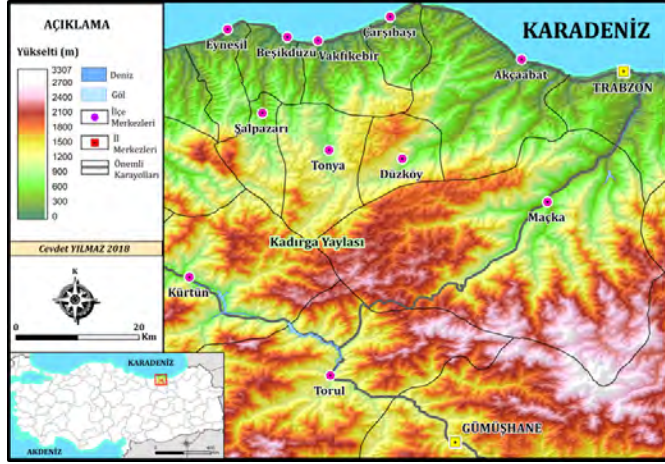 AÇIKLAMA
Yükselti (m)
3307
2700
2400
2100
1800
1500
1200
900
600
300
0
Deniz
Göl
İlçe
Merkezleri
İl
Merkezleri
Önemli
Karayolları
Cevdet YILMAZ 2018
K
0
20
Km
KARADENİZ
AKDENİZ
KARADENİZ
Eynesil
Beşikdüzü
Vakfıkebir
Çarşıbaşı
Akçaabat
TRABZON
Şalpazarı
Tonya
Düzköy
Maçka
Kadırga Yaylası
Kürtün
Torul
GÜMÜŞHANE